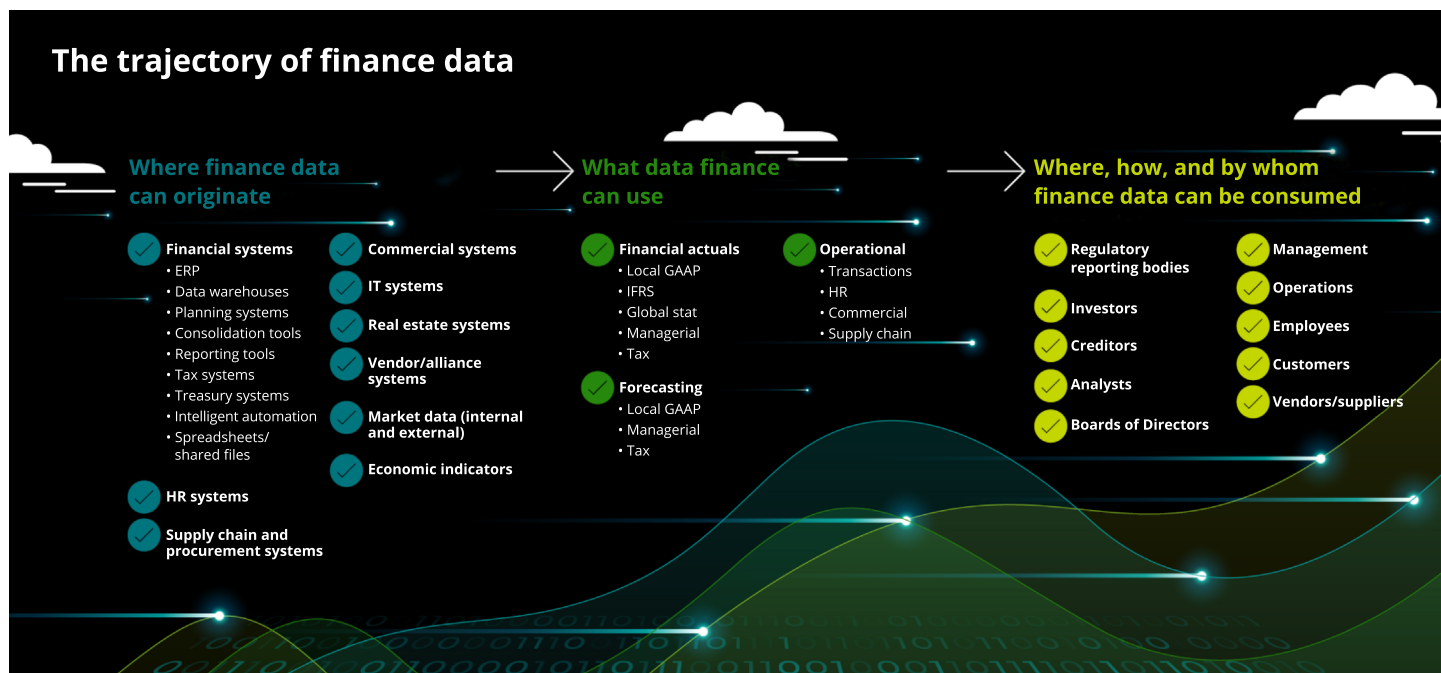 The trajectory of finance data
Where finance data
can originate
Financial systems
• ERP
• Data warehouses
• Planning systems
• Consolidation tools
• Reporting tools
• Tax systems
• Treasury systems
• Intelligent automation
• Spreadsheets/
shared files
HR systems
Supply chain and
procurement systems
Commercial systems
IT systems
Real estate systems
Vendor/alliance
systems
Market data (internal
and external)
Economic indicators
What data finance
can use
Financial actuals
• Local GAAP
• IFRS
• Global stat
• Managerial
• Tax
Forecasting
• Local GAAP
• Managerial
• Tax
Operational
• Transactions
• HR
• Commercial
• Supply chain
Where, how, and by whom
finance data can be consumed
Regulatory
reporting bodies
Investors
Creditors
Analysts
Boards of Directors
Management
Operations
Employees
Customers
Vendors/suppliers